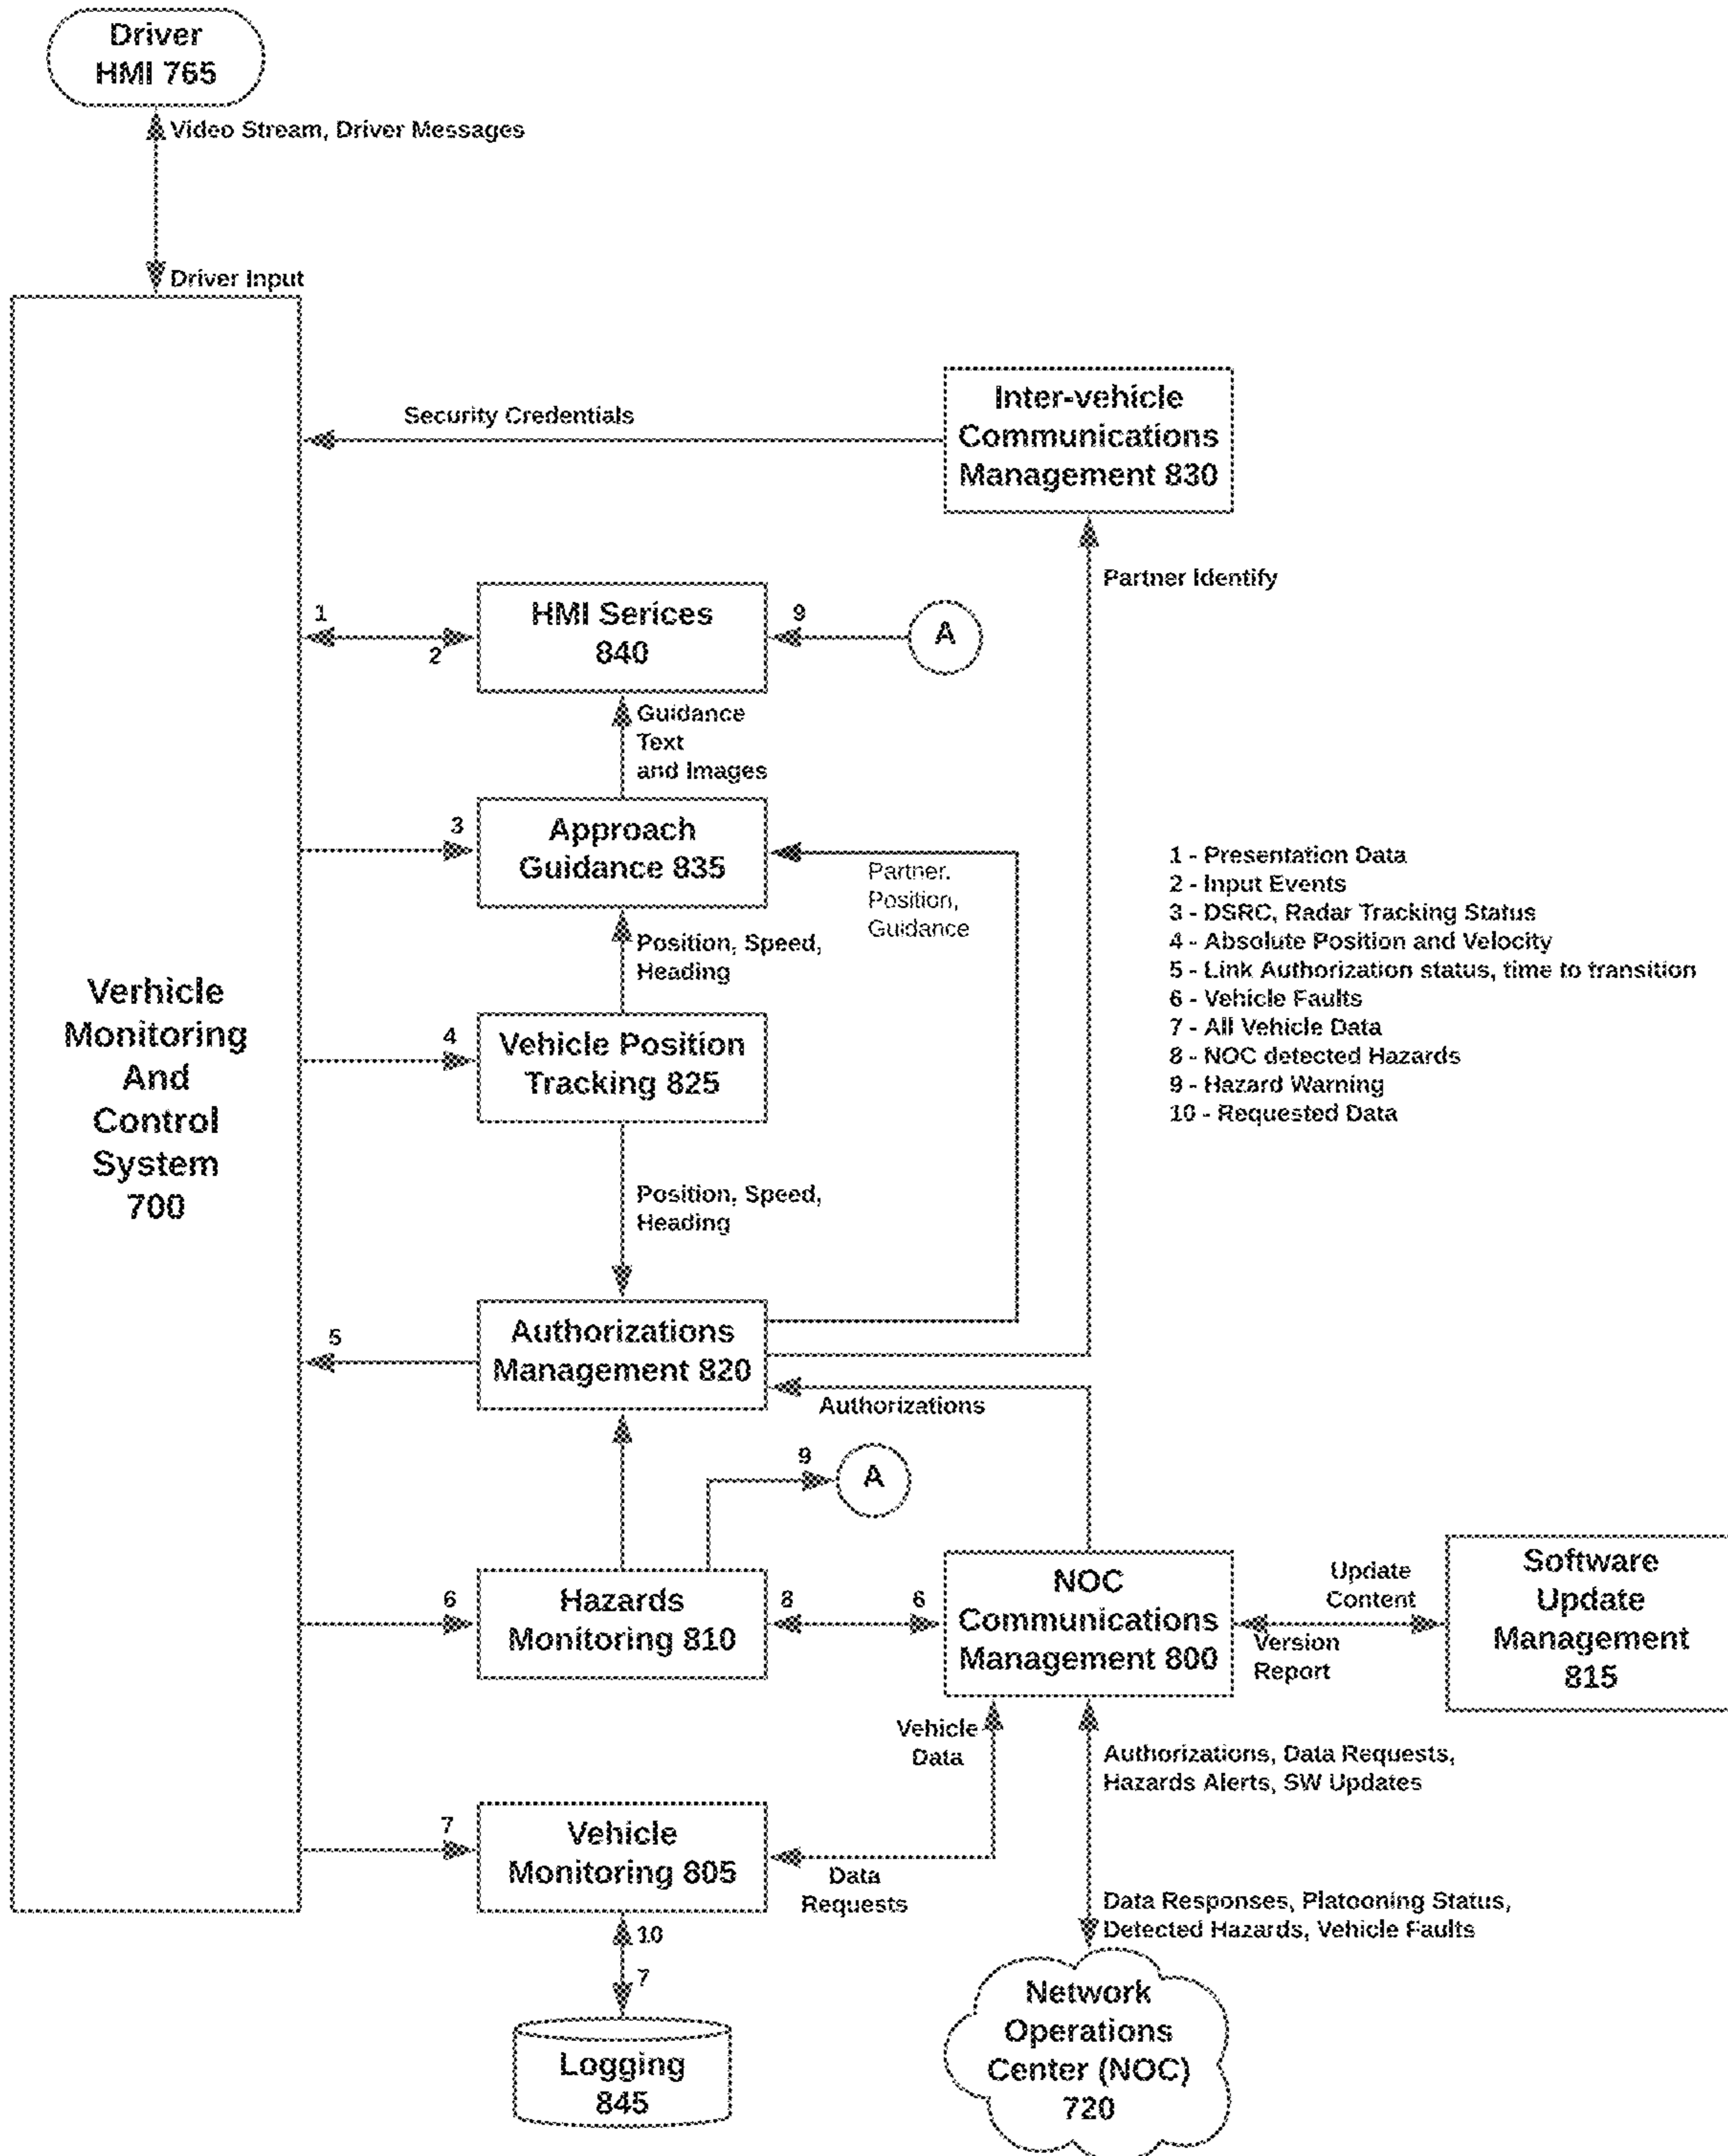 Driver
HMI 765
Video Stream, Driver Messages
Driver Input
Inter-vehicle
Communications
Management 830
Security Credentials
Partner Identify
1
2
HMI Serices
840
9
A
Guidance
Text
and Images
3
Approach
Guidance 835
Partner.
Position,
Guidance
1 - Presentation Data
2 - Input Events
3 - DSRC, Radar Tracking Status
4 - Absolute Position and Velocity
5 - Link Authorization status, time to transition
6 - Vehicle Faults
7 - All Vehicle Data
8 - NOC detected Hazards
9 - Hazard Warning
10 - Requested Data
Position, Speed,
Heading
Verhicle
Monitoring
And
Control
System
700
4
Vehicle Position
Tracking 825
Position, Speed,
Heading
5
Authorizations
Management 820
Authorizations
9
A
6
Hazards
Monitoring 810
8
6
NOC
Communications
Management 800
Update
Content
Version
Report
Software
Update
Management
815
Vehicle
Data
Authorizations, Data Requests,
Hazards Alerts, SW Updates
7
Vehicle
Monitoring 805
Data
Requests
Data Responses, Platooning Status,
Detected Hazards, Vehicle Faults
10
7
Logging
845
Network
Operations
Center (NOC)
720